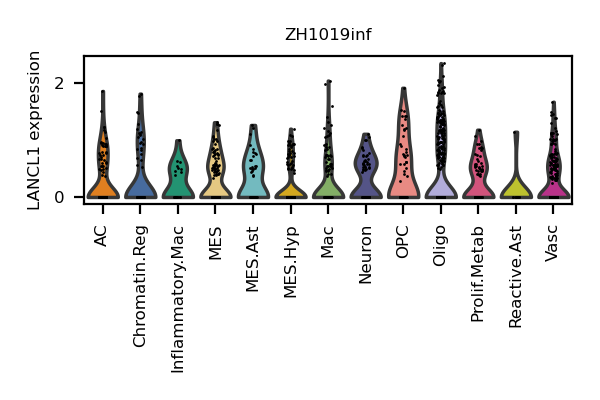 ZH1019inf
LANCL1 expression
2
0
AC
Chromatin.Reg
Inflammatory.Mac
MES
MES.Ast
MES.Hyp
Mac
Neuron
OPC
Oligo
Prolif.Metab
Reactive.Ast
Vasc